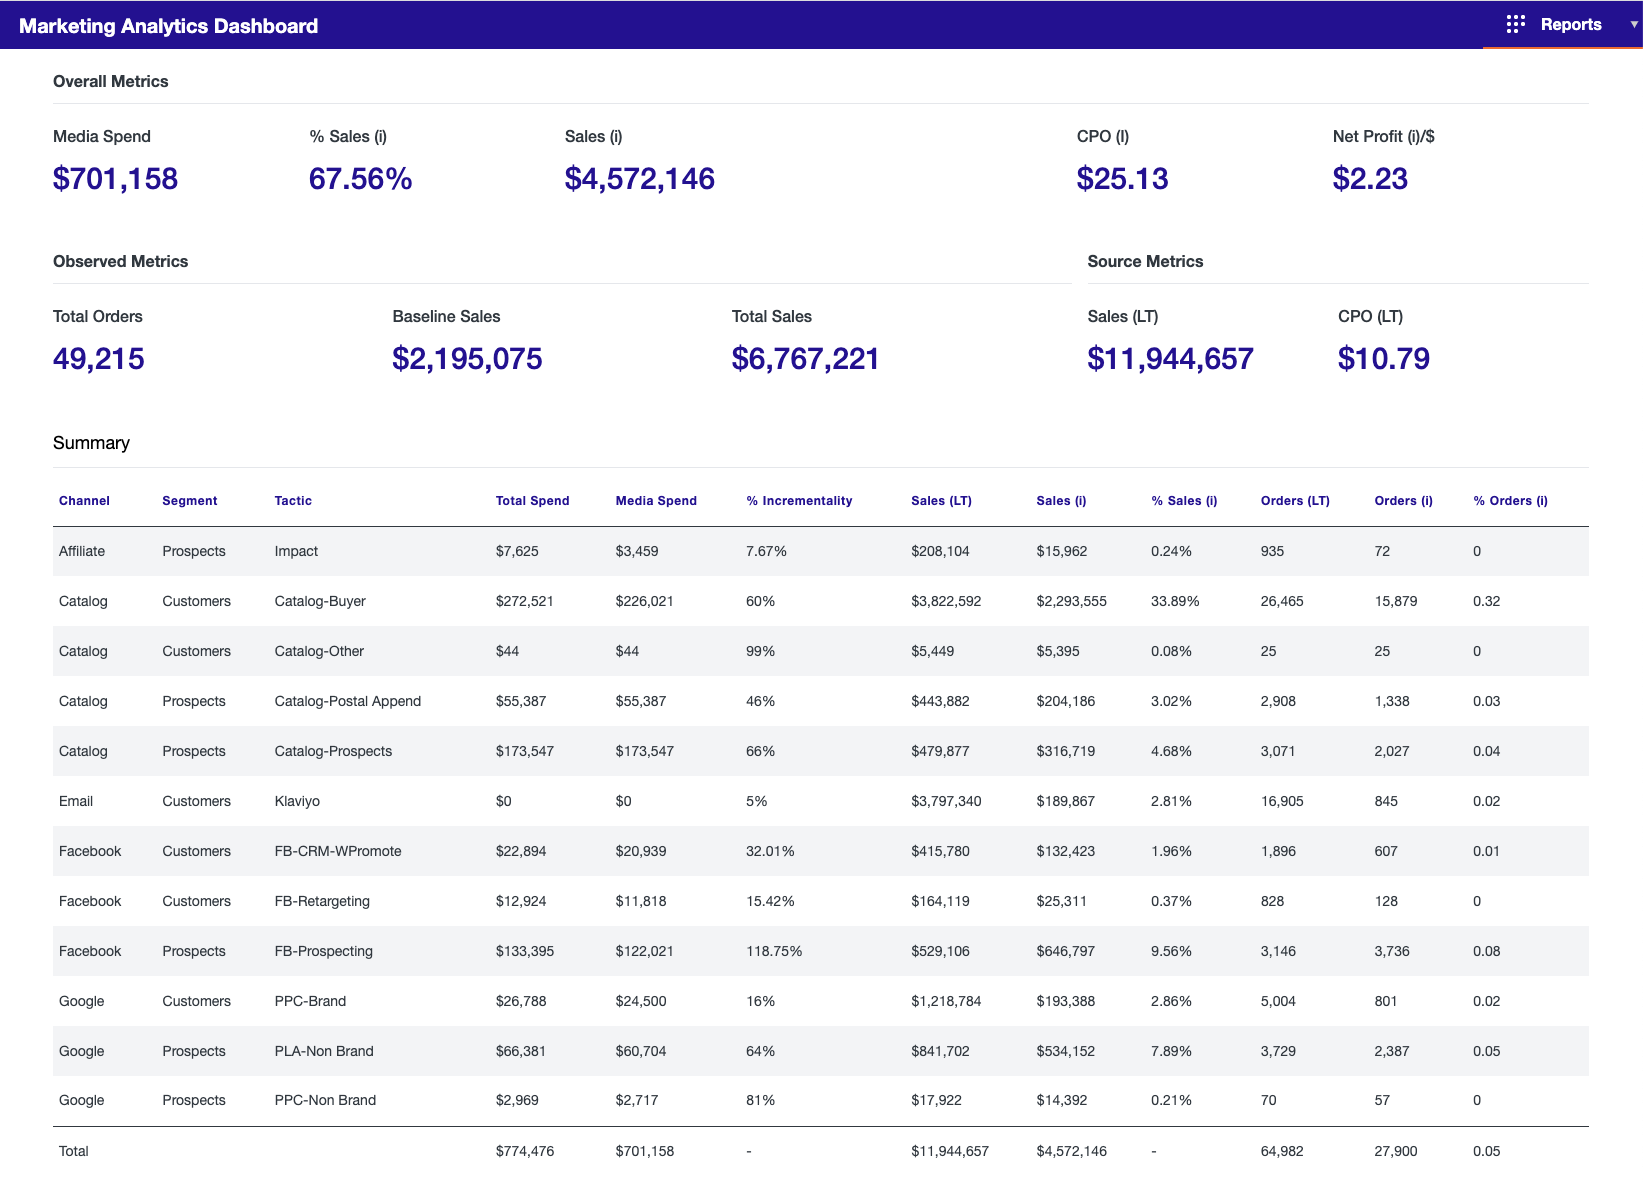 Marketing Analytics Dashboard Reports
Overall Metrics
Media Spend % Sales (i) Sales (i) CPO (I) Net Profit (i)/$
$701,158 67.56% $4,572,146 $25.13 $2.23
Observed Metrics Source Metrics
Total Orders Baseline Sales Total Sales Sales (LT) CPO (LT)
49,215 $2,195,075 $6,767,221 $11,944,657 $10.79
Summary
Channel Segment Tactic Total Spend Media Spend % Incrementality Sales (LT) Sales (i) % Sales (i) Orders (LT) Orders (i) % Orders (i)
Affiliate Prospects Impact $7,625 $3,459 7.67% $208,104 $15,962 0.24% 935 72 0
Catalog Customers Catalog-Buyer $272,521 $226,021 60% $3,822,592 $2,293,555 33.89% 26,465 15,879 0.32
Catalog Customers Catalog-Other $44 $44 99% $5,449 $5,395 0.08% 25 25 0
Catalog Prospects Catalog-Postal Append $55,387 $55,387 46% $443,882 $204,186 3.02% 2,908 1,338 0.03
Catalog Prospects Catalog-Prospects $173,547 $173,547 66% $479,877 $316,719 4.68% 3,071 2,027 0.04
Email Customers Klaviyo $0 $0 5% $3,797,340 $189,867 2.81% 16,905 845 0.02
Facebook Customers FB-CRM-WPromote $22,894 $20,939 32.01% $415,780 $132,423 1.96% 1,896 607 0.01
Facebook Customers FB-Retargeting $12,924 $11,818 15.42% $164,119 $25,311 0.37% 828 128 0
Facebook Prospects FB-Prospecting $133,395 $122,021 118.75% $529,106 $646,797 9.56% 3,146 3,736 0.08
Google Customers PPC-Brand $26,788 $24,500 16% $1,218,784 $193,388 2.86% 5,004 801 0.02
Google Prospects PLA-Non Brand $66,381 $60,704 64% $841,702 $534,152 7.89% 3,729 2,387 0.05
Google Prospects PPC-Non Brand $2,969 $2,717 81% $17,922 $14,392 0.21% 70 57 0
Total $774,476 $701,158 - $11,944,657 $4,572,146 - 64,982 27,900 0.05